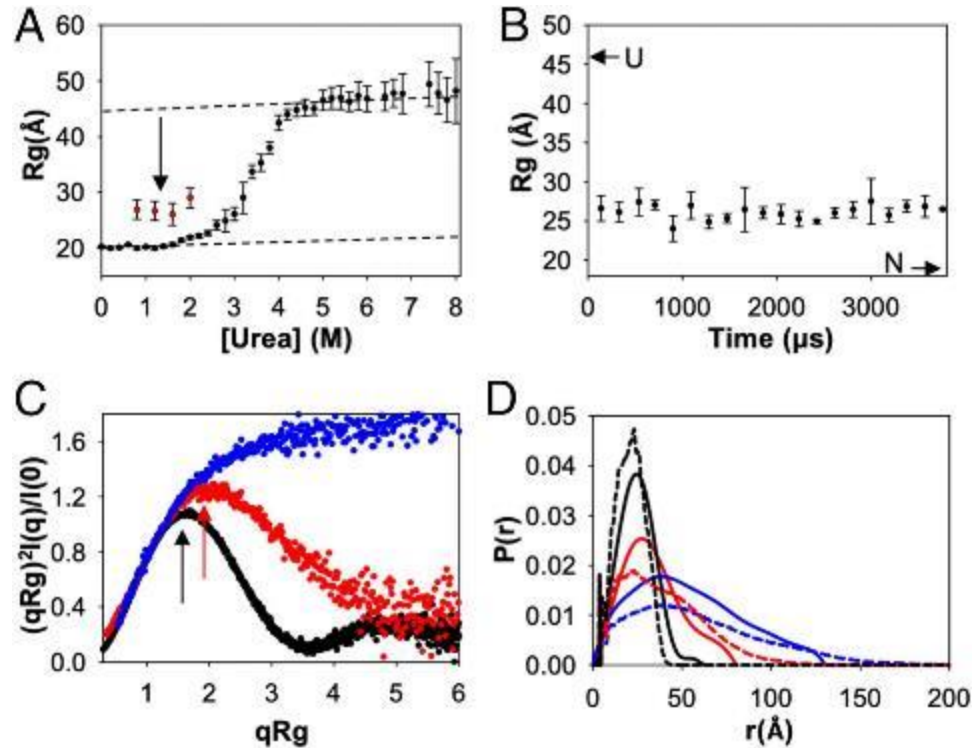 A
Rg(Å)
60
50
40
30
20
0 1 2 3 4 5 6 7 8
[Urea] (M)
B
Rg (Å)
50
45
40
35
30
25
20
U
N
0 1000 2000 3000
Time (μs)
C
(qRg)²I(q)/I(0)
1.6
1.2
0.8
0.4
0.0
1 2 3 4 5 6
qRg
D
P(r)
0.05
0.04
0.03
0.02
0.01
0.00
0 50 100 150 200
r(Å)